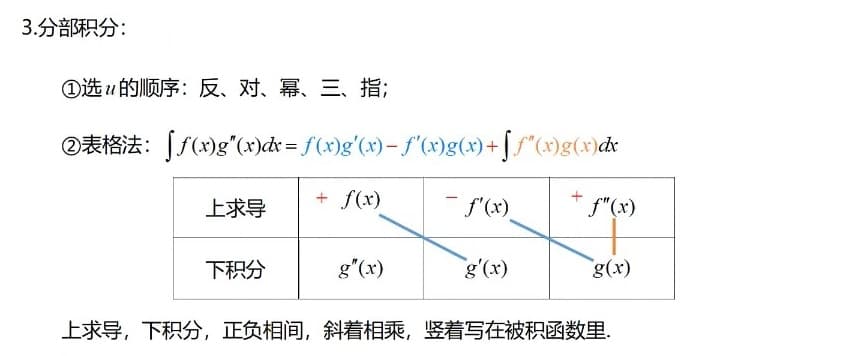 3.分部积分：
①选u的顺序：反、对、幂、三、指；
②表格法：∫f(x)g″(x)dx = f(x)g′(x) − f′(x)g(x) + ∫f″(x)g(x)dx
上求导 + f(x) − f′(x) + f″(x)
下积分 g″(x) g′(x) g(x)
上求导，下积分，正负相间，斜着相乘，竖着写在被积函数里.